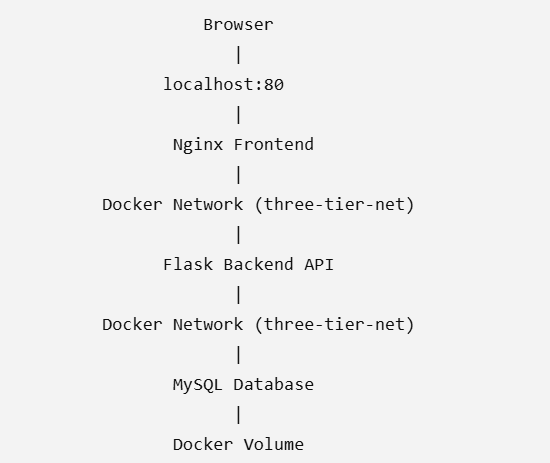 Browser
|
localhost:80
|
Nginx Frontend
|
Docker Network (three-tier-net)
|
Flask Backend API
|
Docker Network (three-tier-net)
|
MySQL Database
|
Docker Volume